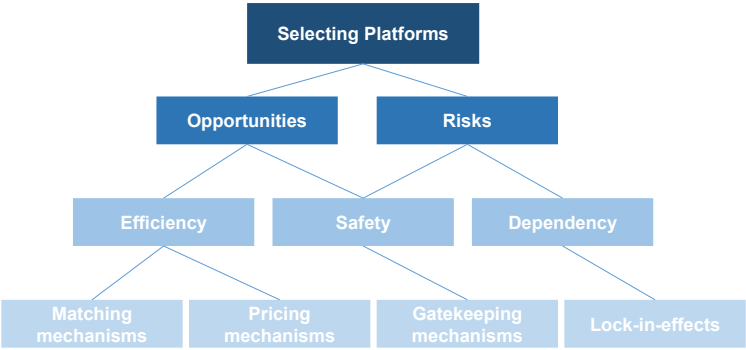 Selecting Platforms
Opportunities
Risks
Efficiency
Safety
Dependency
Matching
mechanisms
Pricing
mechanisms
Gatekeeping
mechanisms
Lock-in-effects